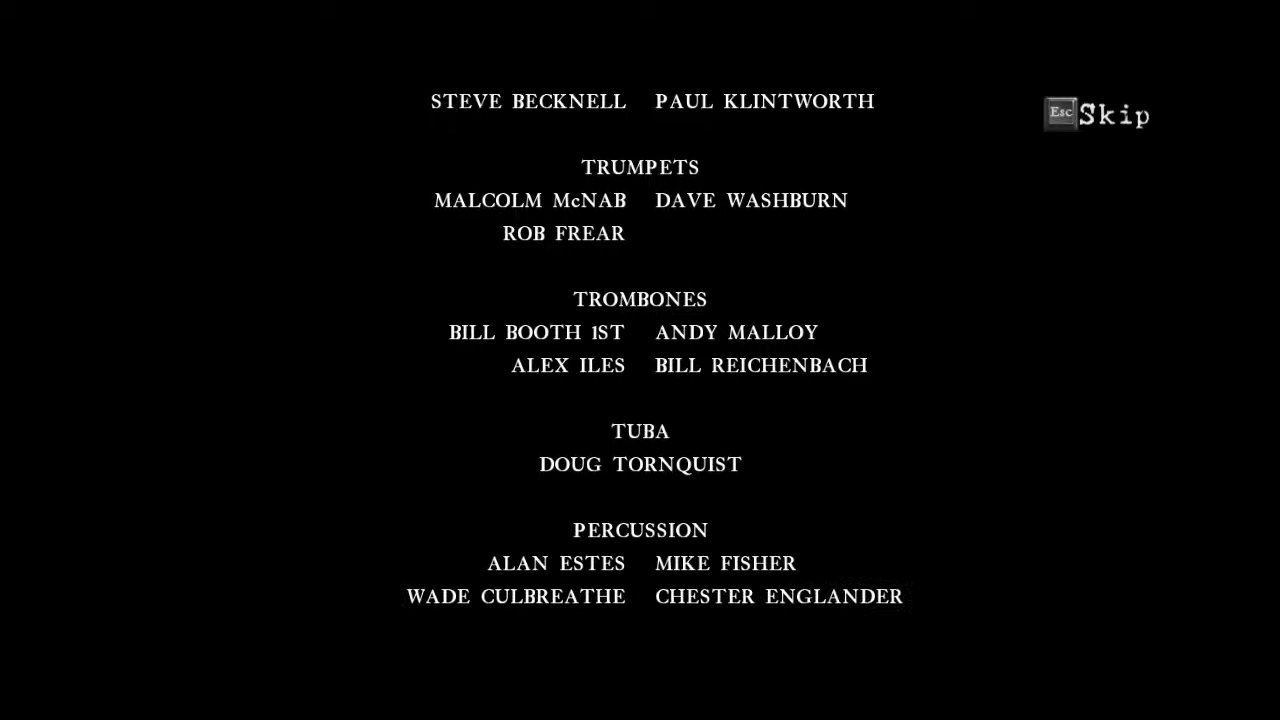 STEVE BECKNELL PAUL KLINTWORTH
Esc Skip
TRUMPETS
MALCOLM McNAB DAVE WASHBURN
ROB FREAR
TROMBONES
BILL BOOTH 1ST ANDY MALLOY
ALEX ILES BILL REICHENBACH
TUBA
DOUG TORNQUIST
PERCUSSION
ALAN ESTES MIKE FISHER
WADE CULBREATHE CHESTER ENGLANDER